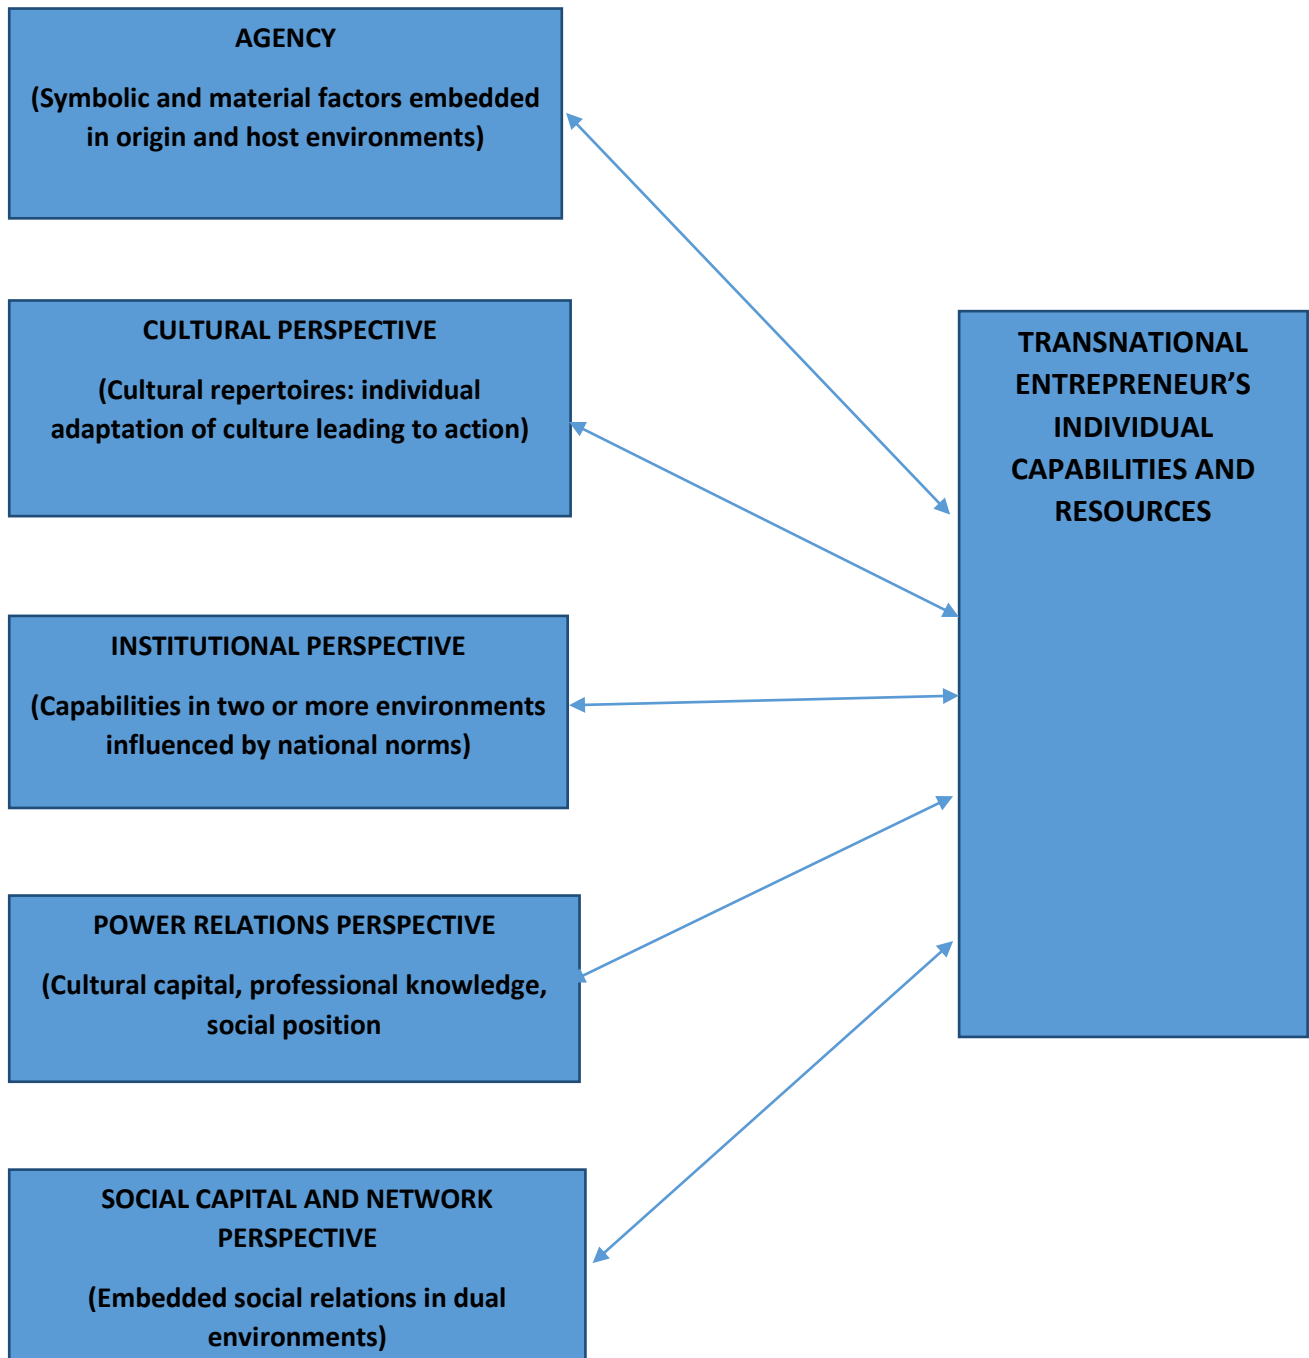 AGENCY
(Symbolic and material factors embedded
in origin and host environments)
CULTURAL PERSPECTIVE
(Cultural repertoires: individual
adaptation of culture leading to action)
INSTITUTIONAL PERSPECTIVE
(Capabilities in two or more environments
influenced by national norms)
POWER RELATIONS PERSPECTIVE
(Cultural capital, professional knowledge,
social position
SOCIAL CAPITAL AND NETWORK
PERSPECTIVE
(Embedded social relations in dual
environments)
TRANSNATIONAL
ENTREPRENEUR’S
INDIVIDUAL
CAPABILITIES AND
RESOURCES